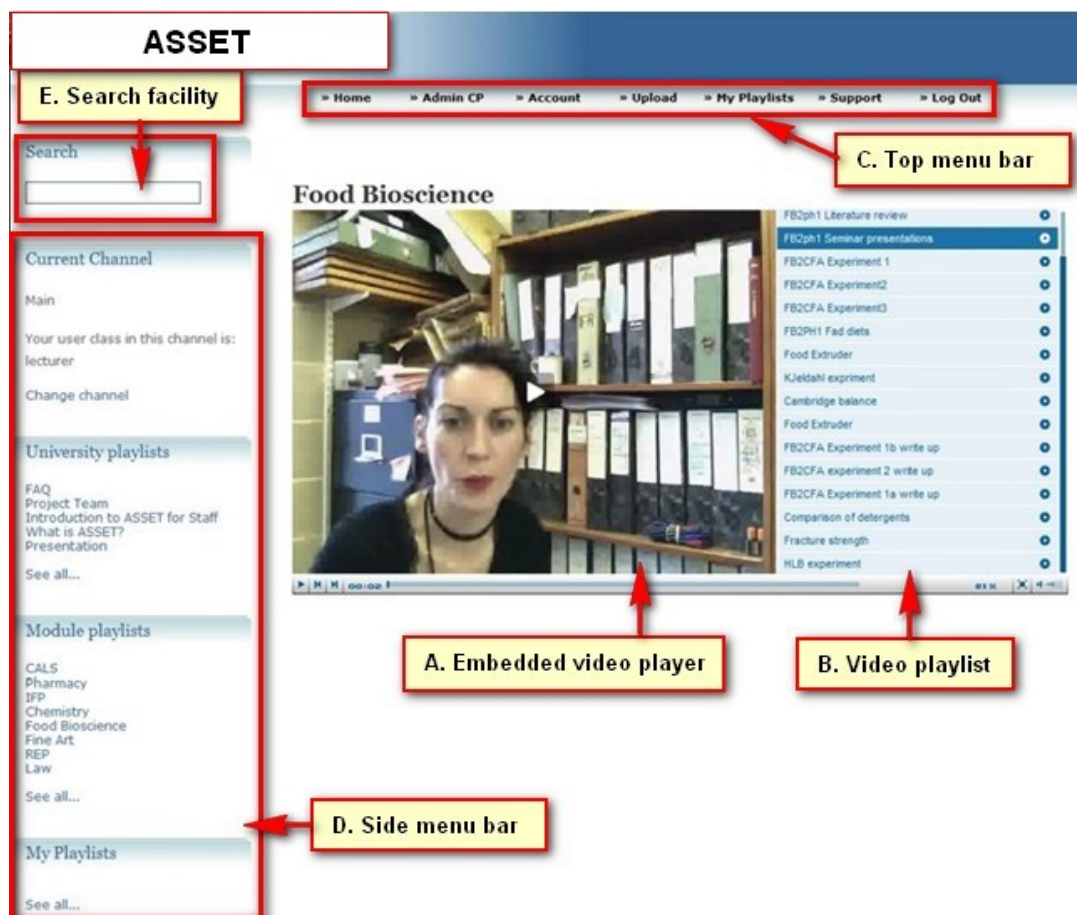 ASSET
E. Search facility
» Home » Admin CP » Account » Upload » My Playlists » Support » Log Out
C. Top menu bar
Search
Food Bioscience
FB2ph1 Literature review
FB2ph1 Seminar presentations
FB2CFA Experiment 1
FB2CFA Experiment2
FB2CFA Experiment3
FB2PH1 Fad diets
Food Extruder
KJeldahl expriment
Cambridge balance
Food Extruder
FB2CFA Experiment 1b write up
FB2CFA experiment 2 write up
FB2CFA Experiment 1a write up
Comparison of detergents
Fracture strength
HLB experiment
00:02
A. Embedded video player
B. Video playlist
Current Channel
Main
Your user class in this channel is:
lecturer
Change channel
University playlists
FAQ
Project Team
Introduction to ASSET for Staff
What is ASSET?
Presentation
See all...
Module playlists
CALS
Pharmacy
IFP
Chemistry
Food Bioscience
Fine Art
REP
Law
See all...
D. Side menu bar
My Playlists
See all...